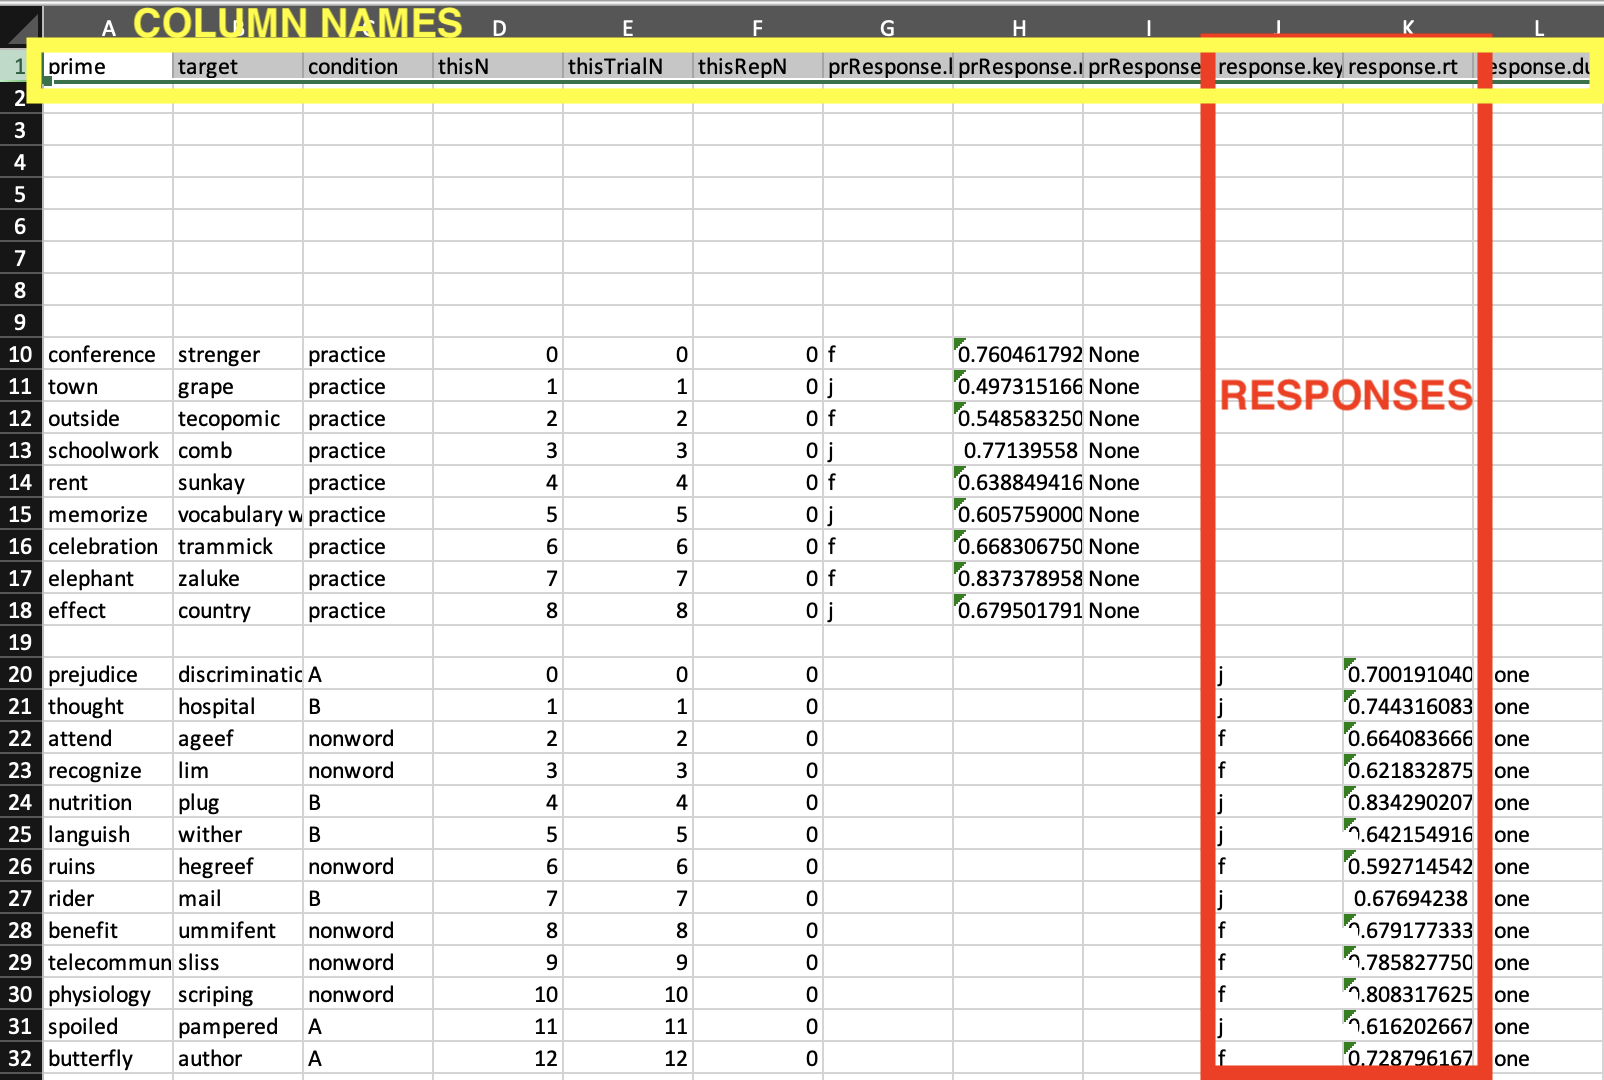 COLUMN NAMES
A B C D E F G H I J K L
1 prime target condition thisN thisTrialN thisRepN prResponse. prResponse. prResponse response.key response.rt esponse.du
2
3
4
5
6
7
8
9
10 conference strenger practice 0 0 0 f 0.760461792 None
11 town grape practice 1 1 0 j 0.497315166 None
RESPONSES
12 outside tecopomic practice 2 2 0 f 0.548583250 None
13 schoolwork comb practice 3 3 0 j 0.77139558 None
14 rent sunkay practice 4 4 0 f 0.638849416 None
15 memorize vocabulary w practice 5 5 0 j 0.605759000 None
16 celebration trammick practice 6 6 0 f 0.668306750 None
17 elephant zaluke practice 7 7 0 f 0.837378958 None
18 effect country practice 8 8 0 j 0.679501791 None
19
20 prejudice discriminatic A 0 0 0 j 0.700191040 one
21 thought hospital B 1 1 0 j 0.744316083 one
22 attend ageef nonword 2 2 0 f 0.664083666 one
23 recognize lim nonword 3 3 0 f 0.621832875 one
24 nutrition plug B 4 4 0 j 0.834290207 one
25 languish wither B 5 5 0 j 0.642154916 one
26 ruins hegreef nonword 6 6 0 f 0.592714542 one
27 rider mail B 7 7 0 j 0.67694238 one
28 benefit ummifent nonword 8 8 0 f 0.679177333 one
29 telecommun sliss nonword 9 9 0 f 0.785827750 one
30 physiology scriping nonword 10 10 0 f 0.808317625 one
31 spoiled pampered A 11 11 0 j 0.616202667 one
32 butterfly author A 12 12 0 f 0.728796167 one